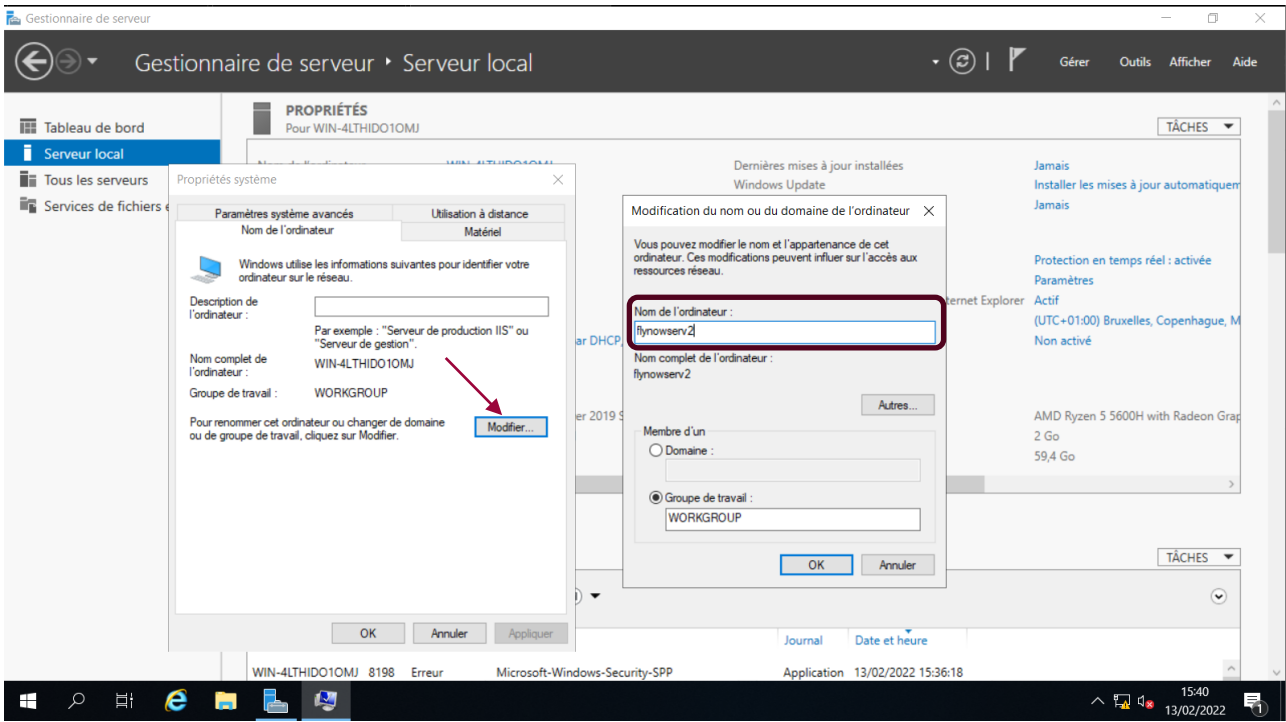 Gestionnaire de serveur
Gestionnaire de serveur ‣ Serveur local
Gérer Outils Afficher Aide
Tableau de bord
Serveur local
Tous les serveurs
Services de fichiers e
PROPRIÉTÉS
Pour WIN-4LTHIDO1OMJ
TÂCHES
Dernières mises à jour installées
Windows Update
Jamais
Installer les mises à jour automatiquem
Jamais
Protection en temps réel : activée
Paramètres
ternet Explorer Actif
(UTC+01:00) Bruxelles, Copenhague, M
ar DHCP,
Non activé
er 2019 S
AMD Ryzen 5 5600H with Radeon Grap
2 Go
59,4 Go
Propriétés système
Paramètres système avancés Utilisation à distance
Nom de l'ordinateur Matériel
Windows utilise les informations suivantes pour identifier votre
ordinateur sur le réseau.
Description de
l'ordinateur :
Par exemple : "Serveur de production IIS" ou
"Serveur de gestion".
Nom complet de
l'ordinateur :
WIN-4LTHIDO1OMJ
Groupe de travail : WORKGROUP
Pour renommer cet ordinateur ou changer de domaine
ou de groupe de travail, cliquez sur Modifier.
Modifier...
OK Annuler Appliquer
Modification du nom ou du domaine de l'ordinateur
Vous pouvez modifier le nom et l'appartenance de cet
ordinateur. Ces modifications peuvent influer sur l'accès aux
ressources réseau.
Nom de l'ordinateur :
flynowserv2
Nom complet de l'ordinateur :
flynowserv2
Autres...
Membre d'un
Domaine :
Groupe de travail :
WORKGROUP
OK Annuler
TÂCHES
Journal Date et heure
WIN-4LTHIDO1OMJ 8198 Erreur Microsoft-Windows-Security-SPP Application 13/02/2022 15:36:18
15:40
13/02/2022
1